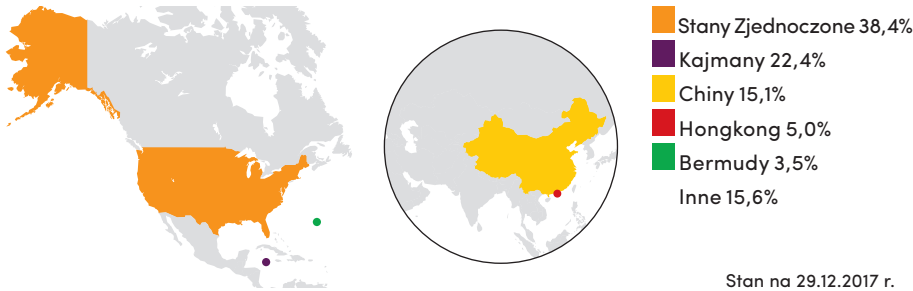 Stany Zjednoczone 38,4%
Kajmany 22,4%
Chiny 15,1%
Hongkong 5,0%
Bermudy 3,5%
Inne 15,6%
Stan na 29.12.2017 r.